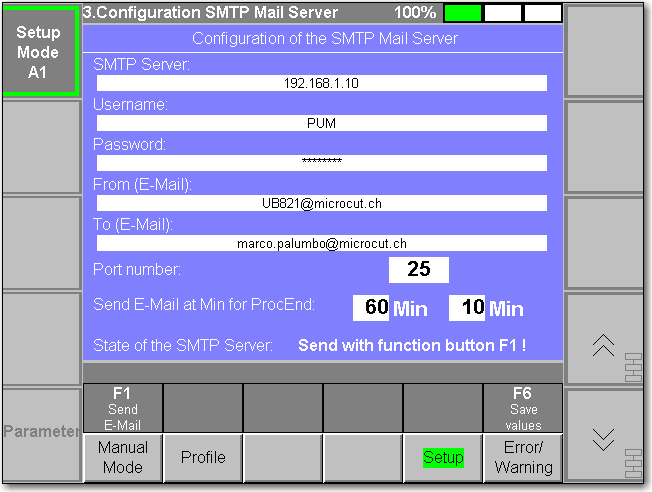 3.Configuration SMTP Mail Server 100%
Setup
Mode
A1
Configuration of the SMTP Mail Server
SMTP Server:
192.168.1.10
Username:
PUM
Password:
********
From (E-Mail):
UB821@microcut.ch
To (E-Mail):
marco.palumbo@microcut.ch
Port number: 25
Send E-Mail at Min for ProcEnd: 60 Min 10 Min
State of the SMTP Server: Send with function button F1 !
F1
Send
E-Mail
F6
Save
values
Parameter
Manual
Mode
Profile
Setup
Error/
Warning